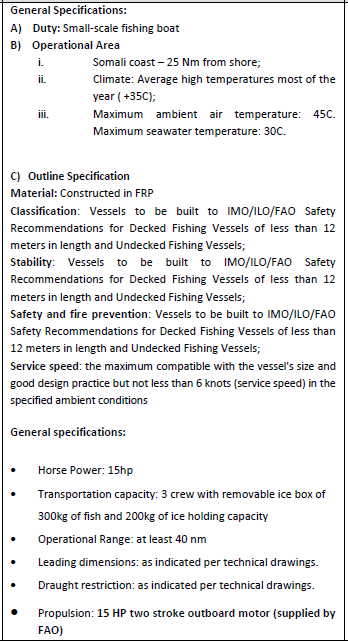 General Specifications:
A) Duty: Small-scale fishing boat
B) Operational Area
i. Somali coast – 25 Nm from shore;
ii. Climate: Average high temperatures most of the
year ( +35C);
iii. Maximum ambient air temperature: 45C.
Maximum seawater temperature: 30C.
C) Outline Specification
Material: Constructed in FRP
Classification: Vessels to be built to IMO/ILO/FAO Safety
Recommendations for Decked Fishing Vessels of less than 12
meters in length and Undecked Fishing Vessels;
Stability: Vessels to be built to IMO/ILO/FAO Safety
Recommendations for Decked Fishing Vessels of less than 12
meters in length and Undecked Fishing Vessels;
Safety and fire prevention: Vessels to be built to IMO/ILO/FAO
Safety Recommendations for Decked Fishing Vessels of less than
12 meters in length and Undecked Fishing Vessels;
Service speed: the maximum compatible with the vessel's size and
good design practice but not less than 6 knots (service speed) in the
specified ambient conditions
General specifications:
• Horse Power: 15hp
• Transportation capacity: 3 crew with removable ice box of
300kg of fish and 200kg of ice holding capacity
• Operational Range: at least 40 nm
• Leading dimensions: as indicated per technical drawings.
• Draught restriction: as indicated per technical drawings.
• Propulsion: 15 HP two stroke outboard motor (supplied by
FAO)